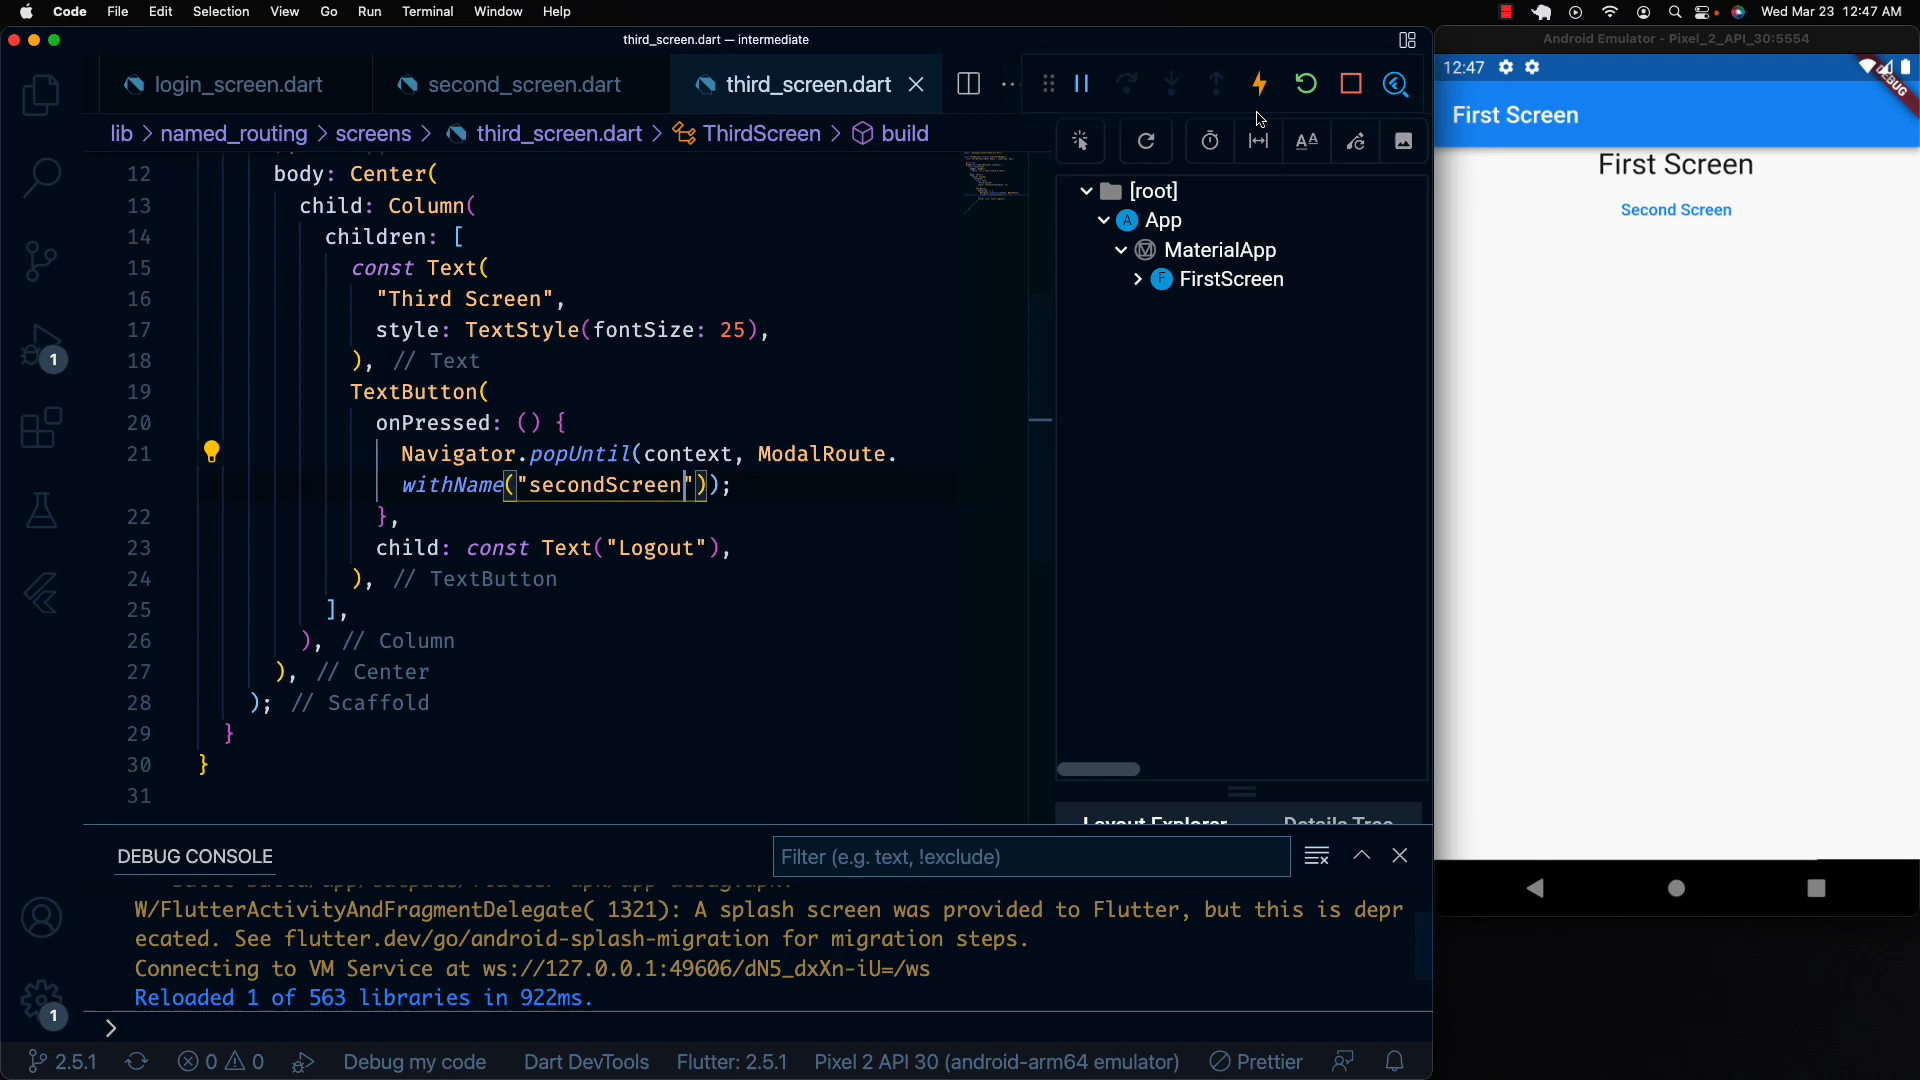 Code File Edit Selection View Go Run Terminal Window Help
Wed Mar 23 12:47 AM
third_screen.dart — intermediate
login_screen.dart
second_screen.dart
third_screen.dart
lib > named_routing > screens > third_screen.dart > ThirdScreen > build
12 body: Center(
13 child: Column(
14 children: [
15 const Text(
16 "Third Screen",
17 style: TextStyle(fontSize: 25),
18 ), // Text
19 TextButton(
20 onPressed: () {
21 Navigator.popUntil(context, ModalRoute.
withName("secondScreen"));
22 },
23 child: const Text("Logout"),
24 ), // TextButton
25 ],
26 ), // Column
27 ), // Center
28 ); // Scaffold
29 }
30 }
31
[root]
App
MaterialApp
FirstScreen
Layout Explorer Details Tree
1
1
DEBUG CONSOLE
Filter (e.g. text, !exclude)
W/FlutterActivityAndFragmentDelegate( 1321): A splash screen was provided to Flutter, but this is depr
ecated. See flutter.dev/go/android-splash-migration for migration steps.
Connecting to VM Service at ws://127.0.0.1:49606/dN5_dxXn-iU=/ws
Reloaded 1 of 563 libraries in 922ms.
>
2.5.1 0 0 Debug my code Dart DevTools Flutter: 2.5.1 Pixel 2 API 30 (android-arm64 emulator) Prettier
Android Emulator - Pixel_2_API_30:5554
12:47
DEBUG
First Screen
First Screen
Second Screen